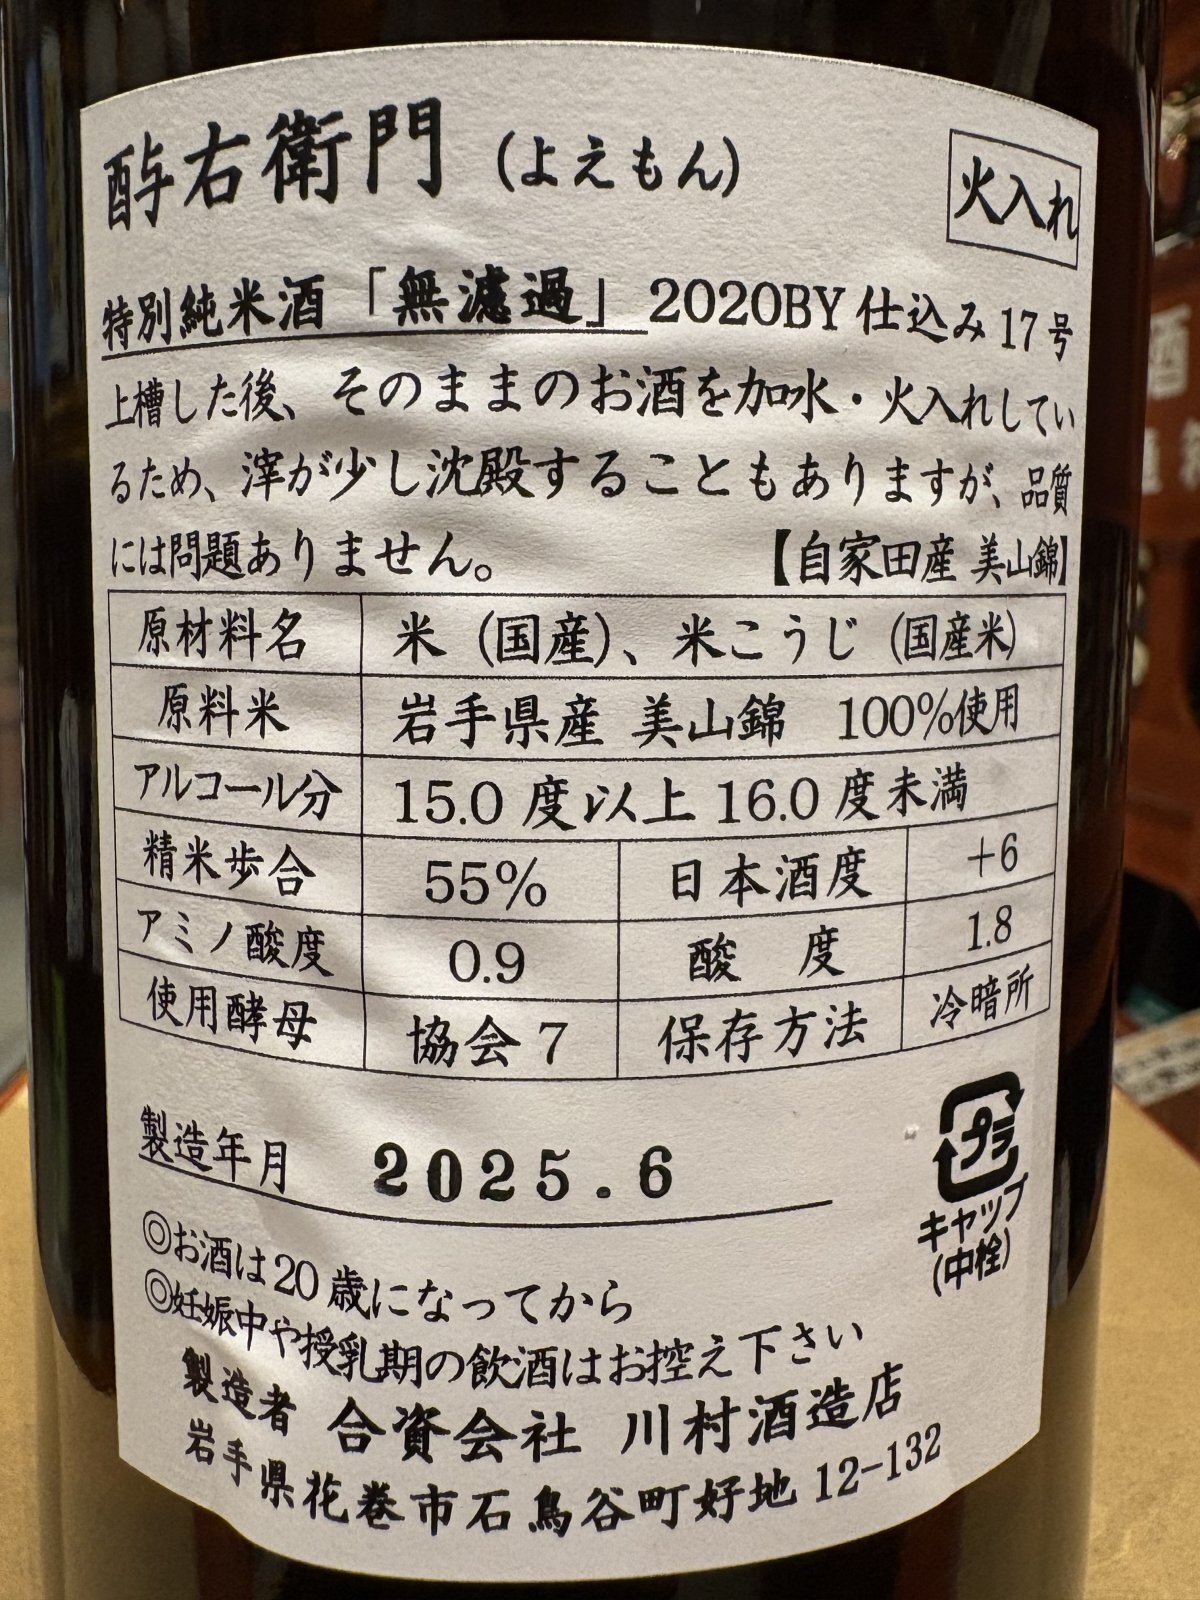 酉与右衛門 (よえもん)
火入れ
特別純米酒「無濾過」 2020BY 仕込み 17 号
上槽した後、そのままのお酒を加水・火入れしてい
るため、滓が少し沈殿することもありますが、品質
には問題ありません。 【自家田産 美山錦】
原材料名 米 (国産)、米こうじ (国産米)
原料米 岩手県産 美山錦 100%使用
アルコール分 15.0 度以上 16.0 度未満
精米歩合 55% 日本酒度 +6
アミノ酸度 0.9 酸 度 1.8
使用酵母 協会 7 保存方法 冷暗所
製造年月 2025.6
プラ
キャップ
(中栓)
◎お酒は 20 歳になってから
◎妊娠中や授乳期の飲酒はお控え下さい
製造者 合資会社 川村酒造店
岩手県花巻市石鳥谷町好地 12-132
酒